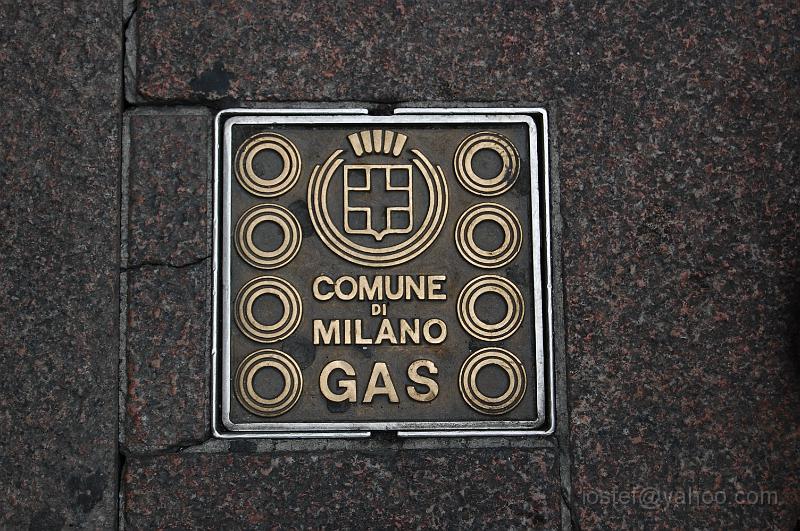 COMUNE
DI
MILANO
GAS
iostef@yahoo.com